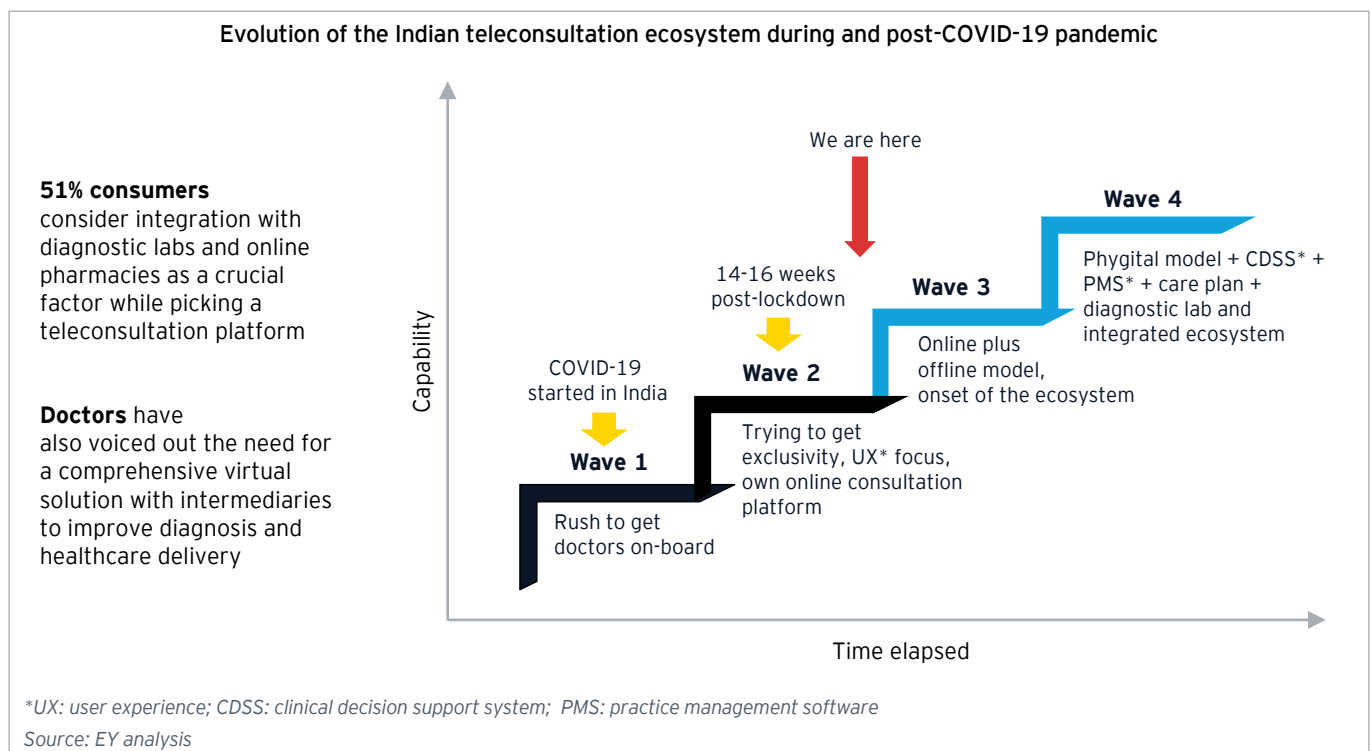 Evolution of the Indian teleconsultation ecosystem during and post-COVID-19 pandemic
51% consumers
consider integration with
diagnostic labs and online
pharmacies as a crucial
factor while picking a
teleconsultation platform
Doctors have
also voiced out the need for
a comprehensive virtual
solution with intermediaries
to improve diagnosis and
healthcare delivery
Capability
COVID-19
started in India
Wave 1
Rush to get
doctors on-board
14-16 weeks
post-lockdown
Wave 2
Trying to get
exclusivity, UX* focus,
own online consultation
platform
We are here
Wave 3
Online plus
offline model,
onset of the ecosystem
Wave 4
Phygital model + CDSS* +
PMS* + care plan +
diagnostic lab and
integrated ecosystem
Time elapsed
*UX: user experience; CDSS: clinical decision support system; PMS: practice management software
Source: EY analysis